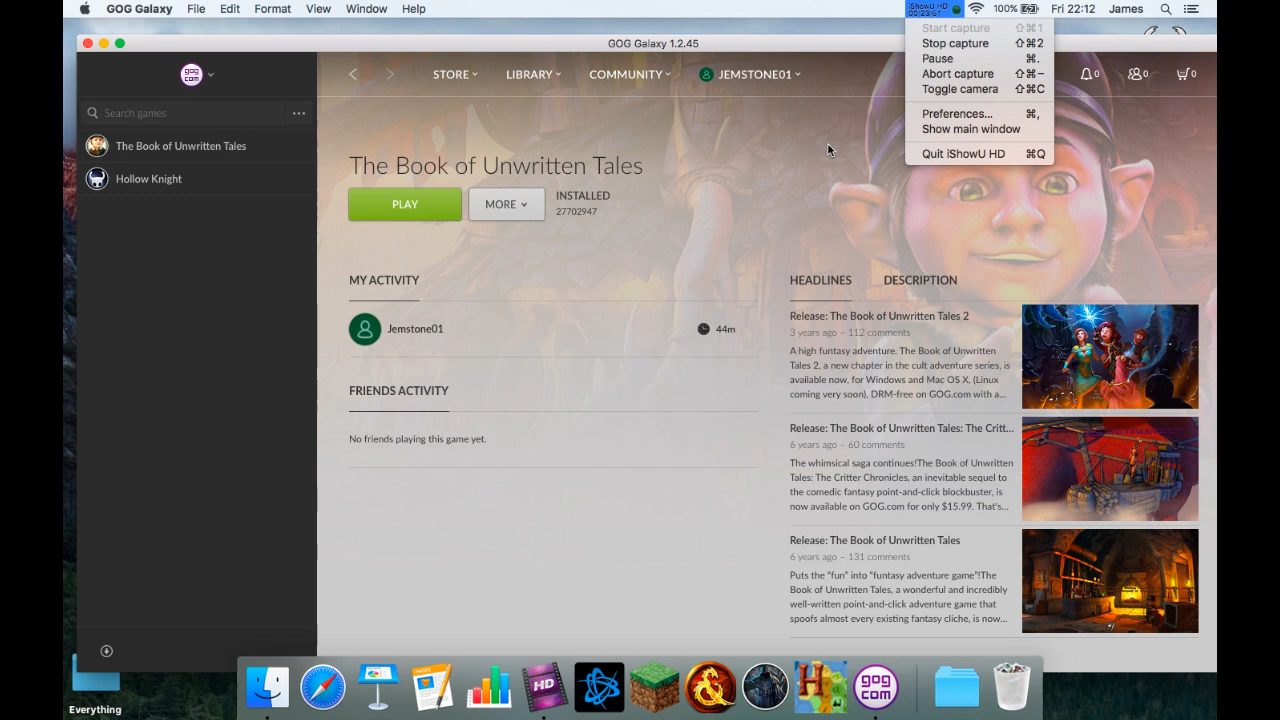 GOG Galaxy File Edit Format View Window Help
iShowU HD
00:23:51
100% Fri 22:12 James
GOG Galaxy 1.2.45
Start capture ⇧⌘1
Stop capture ⇧⌘2
Pause ⌘.
Abort capture ⇧⌘–
Toggle camera ⇧⌘C
Preferences... ⌘,
Show main window
Quit iShowU HD ⌘Q
gog
com
STORE LIBRARY COMMUNITY JEMSTONE01
0 0 0
Search games
The Book of Unwritten Tales
Hollow Knight
The Book of Unwritten Tales
PLAY
MORE
INSTALLED
27702947
MY ACTIVITY
Jemstone01
44m
FRIENDS ACTIVITY
No friends playing this game yet.
HEADLINES DESCRIPTION
Release: The Book of Unwritten Tales 2
3 years ago – 112 comments
A high funtasy adventure. The Book of Unwritten
Tales 2, a new chapter in the cult adventure series, is
available now, for Windows and Mac OS X, (Linux
coming very soon), DRM-free on GOG.com with a...
Release: The Book of Unwritten Tales: The Critt...
6 years ago – 60 comments
The whimsical saga continues!The Book of Unwritten
Tales: The Critter Chronicles, an inevitable sequel to
the comedic fantasy point-and-click blockbuster, is
now available on GOG.com for only $15.99. That's...
Release: The Book of Unwritten Tales
6 years ago – 131 comments
Puts the “fun” into “funtasy adventure game”!The
Book of Unwritten Tales, a wonderful and incredibly
well-written point-and-click adventure game that
spoofs almost every existing fantasy cliche, is now...
HD
H
gog
com
Everything